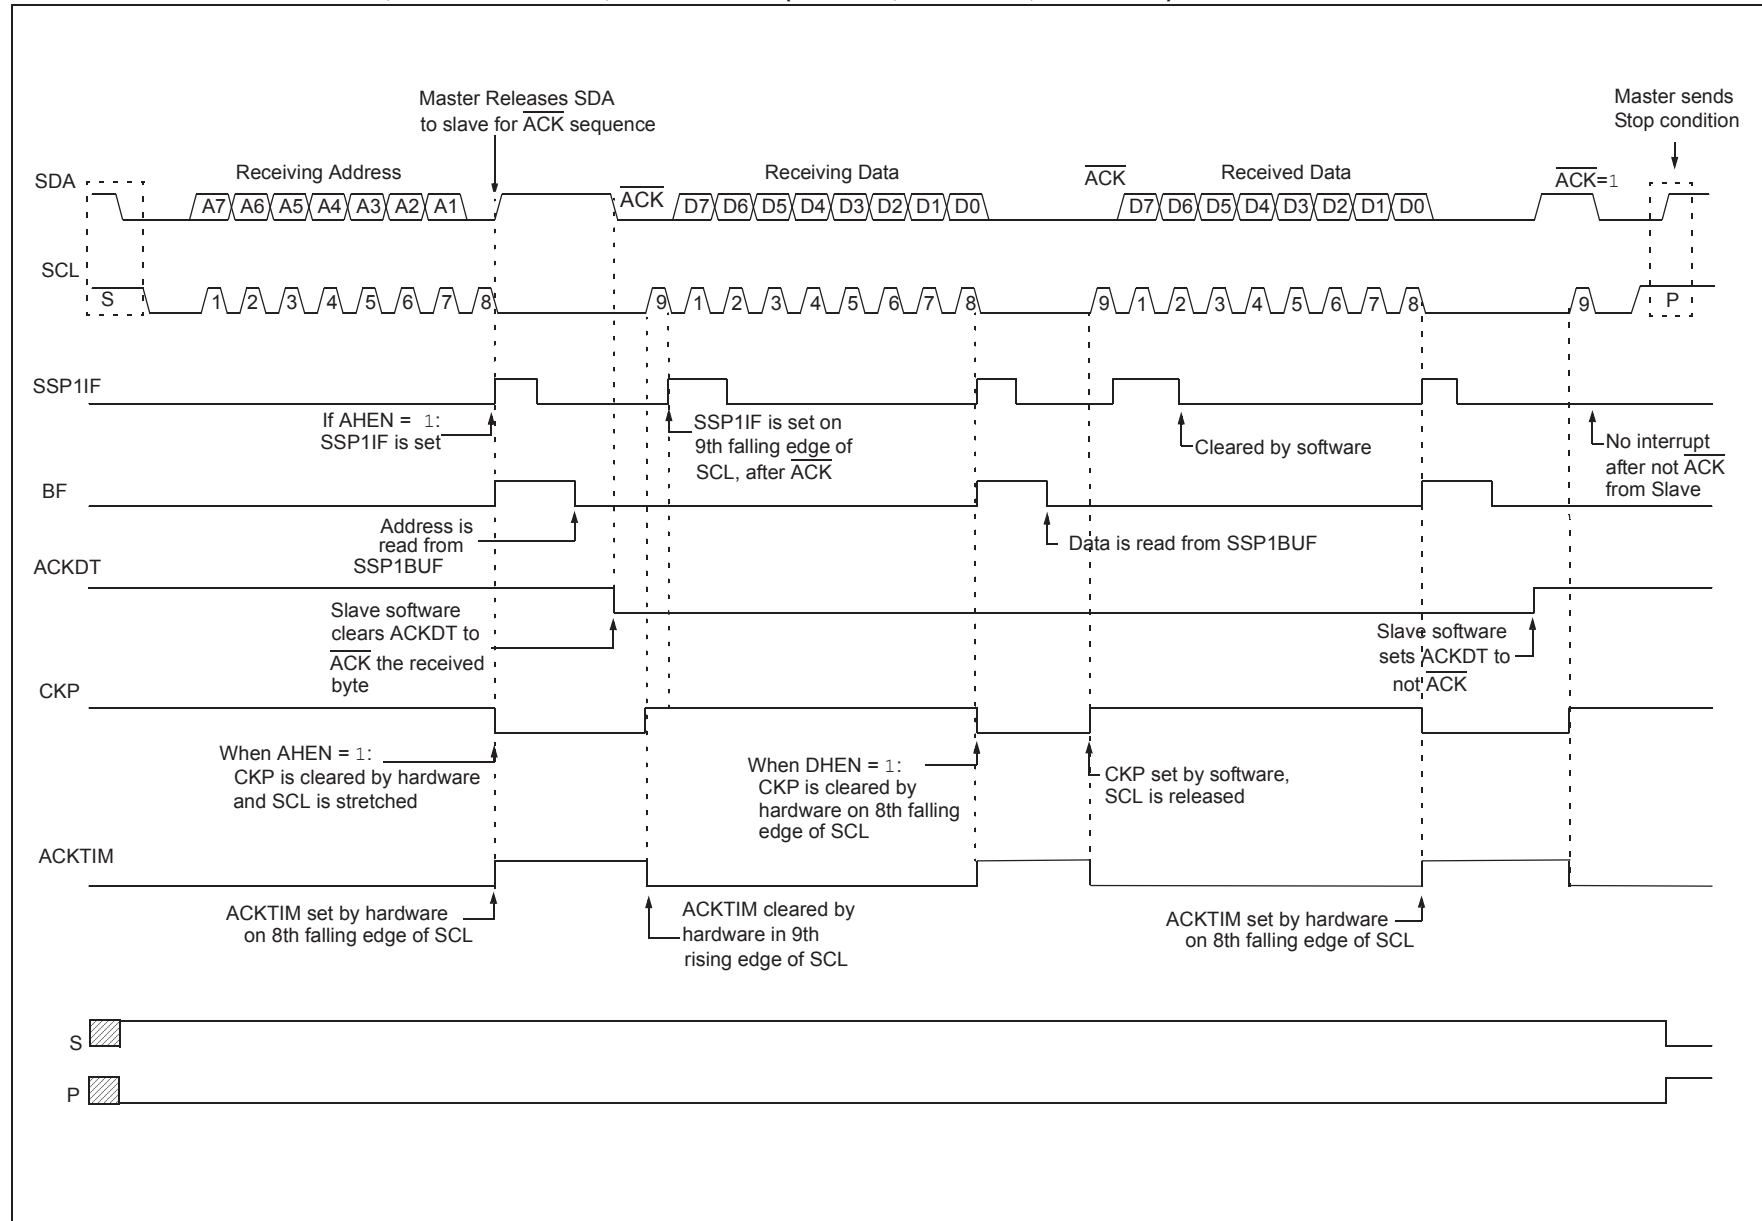 Master Releases SDA
to slave for ACK sequence
Master sends
Stop condition
SDA
Receiving Address
Receiving Data
ACK
Received Data
ACK=1
A7 A6 A5 A4 A3 A2 A1
ACK
D7 D6 D5 D4 D3 D2 D1 D0
D7 D6 D5 D4 D3 D2 D1 D0
SCL
S
1 2 3 4 5 6 7 8
9 1 2 3 4 5 6 7 8
9 1 2 3 4 5 6 7 8
9
P
SSP1IF
If AHEN = 1:
SSP1IF is set
SSP1IF is set on
9th falling edge of
SCL, after ACK
Cleared by software
No interrupt
after not ACK
from Slave
BF
Address is
read from
SSP1BUF
Data is read from SSP1BUF
ACKDT
Slave software
clears ACKDT to
ACK the received
byte
Slave software
sets ACKDT to
not ACK
CKP
When AHEN = 1:
CKP is cleared by hardware
and SCL is stretched
When DHEN = 1:
CKP is cleared by
hardware on 8th falling
edge of SCL
CKP set by software,
SCL is released
ACKTIM
ACKTIM set by hardware
on 8th falling edge of SCL
ACKTIM cleared by
hardware in 9th
rising edge of SCL
ACKTIM set by hardware
on 8th falling edge of SCL
S
P